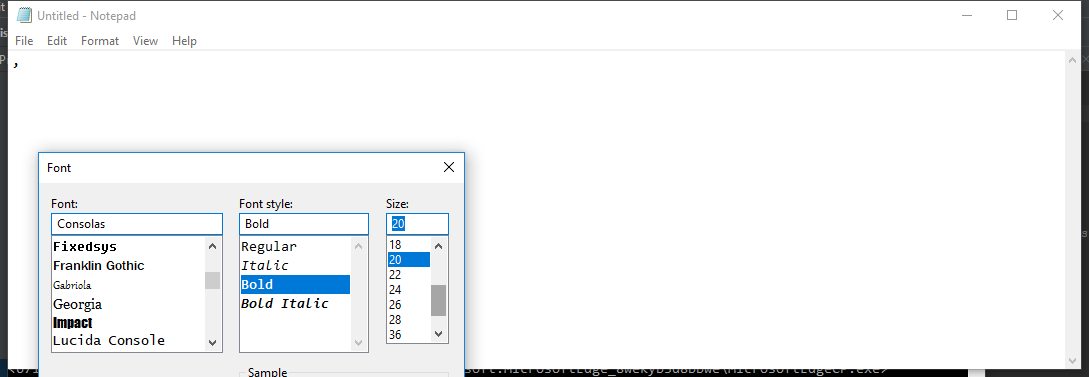 Untitled - Notepad
File Edit Format View Help
,
Font
Font: Font style: Size:
Consolas Bold 20
Fixedsys Regular 18
Franklin Gothic Italic 20
Gabriola Bold 22
Georgia Bold Italic 24
Impact 26
Lucida Console 28
36
Sample